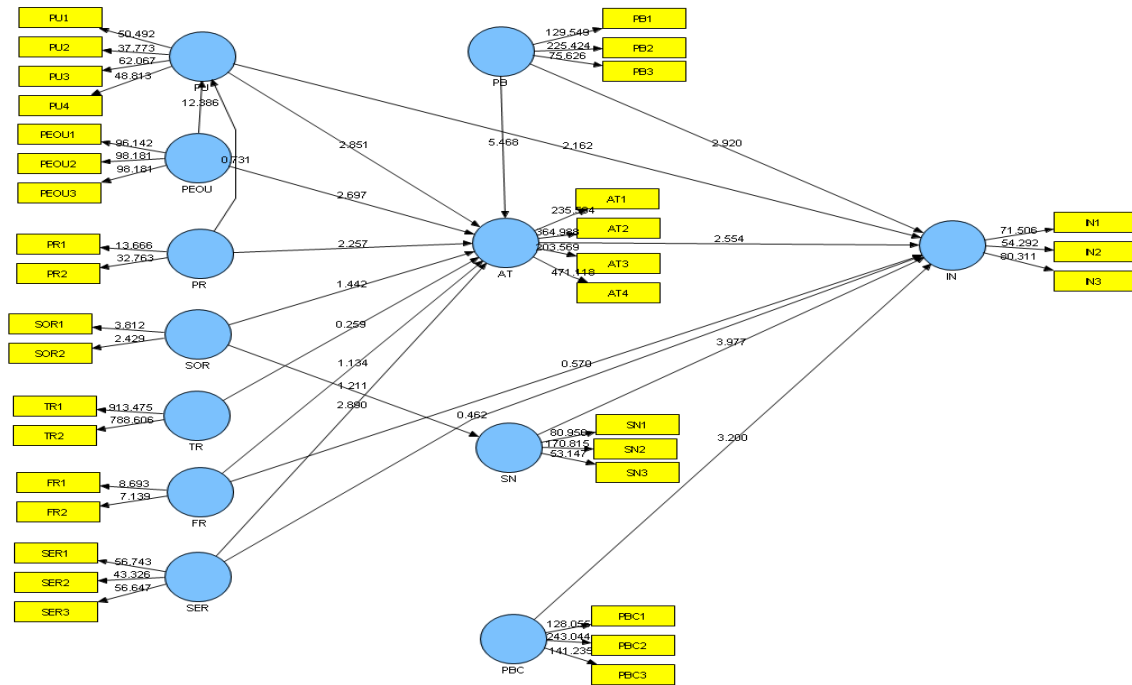 PU1
50.492
PU2
37.773
PU3
62.067
PU4
48.813
PU
12.386
PEOU1
96.142
PEOU2
98.181
PEOU3
98.181
PEOU
0.731
PR1
13.666
PR2
32.763
PR
SOR1
3.812
SOR2
2.429
SOR
TR1
913.475
TR2
788.606
TR
FR1
8.693
FR2
7.139
FR
SER1
56.743
SER2
43.326
SER3
56.647
SER
PB1
129.549
PB2
225.424
PB3
75.626
PB
5.468
2.851
2.697
2.257
1.442
0.259
1.134
1.211
2.890
AT
AT1
AT2
364.988
AT3
203.569
AT4
471.118
2.162
2.920
2.554
0.570
0.462
3.977
3.200
SN
SN1
80.950
SN2
170.815
SN3
53.147
PBC
PBC1
128.055
PBC2
243.044
PBC3
141.235
IN
IN1
71.506
IN2
54.292
IN3
80.311